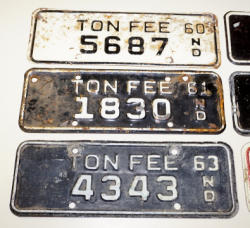 TON FEE 60
5687 ND
TON FEE 61
1830 ND
TON FEE 63
4343 ND